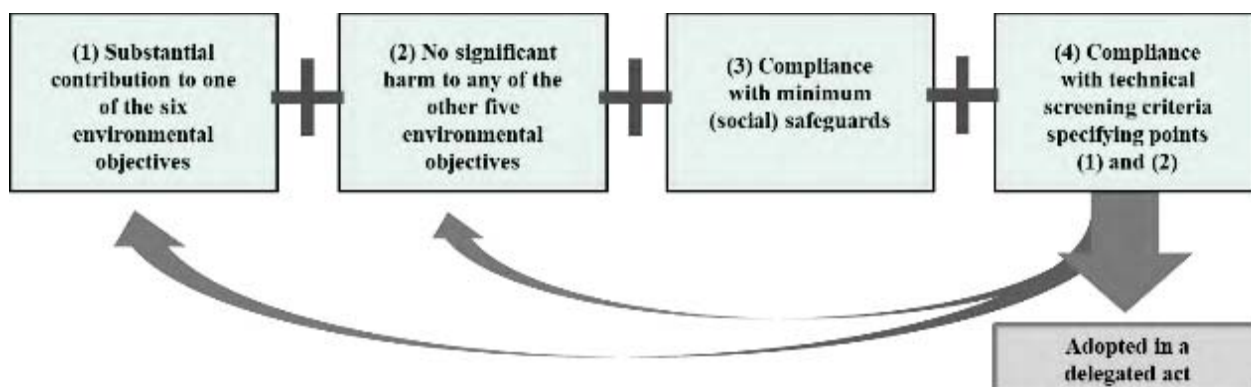 (1) Substantial
contribution to one
of the six
environmental
objectives
(2) No significant
harm to any of the
other five
environmental
objectives
(3) Compliance
with minimum
(social) safeguards
(4) Compliance
with technical
screening criteria
specifying points
(1) and (2)
Adopted in a
delegated act